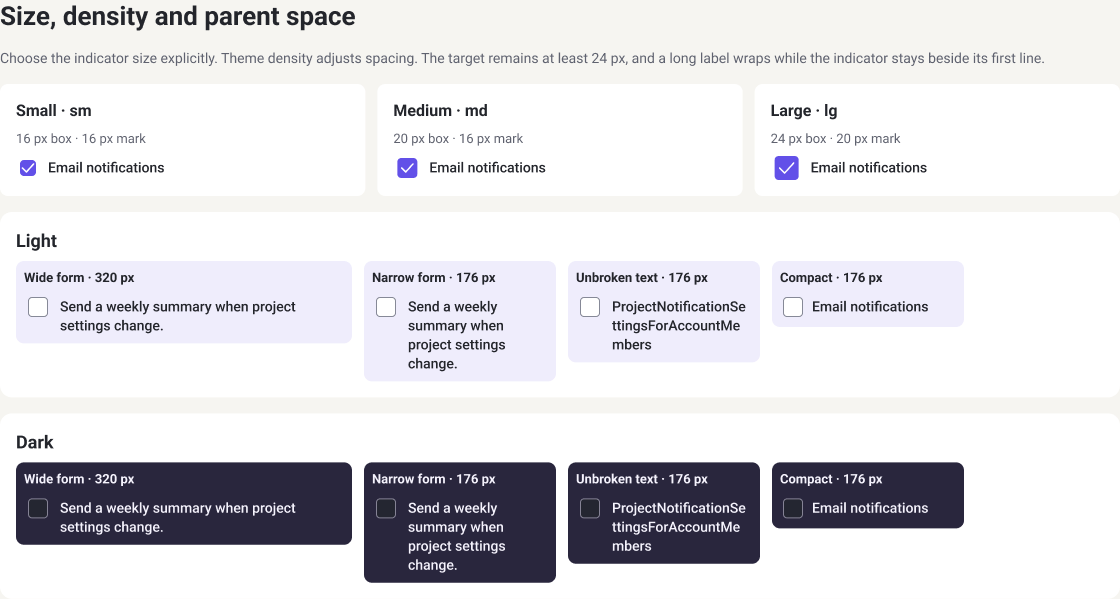 Size, density and parent space
Choose the indicator size explicitly. Theme density adjusts spacing. The target remains at least 24 px, and a long label wraps while the indicator stays beside its first line.
Small · sm
16 px box · 16 px mark
Email notifications
Medium · md
20 px box · 16 px mark
Email notifications
Large · lg
24 px box · 20 px mark
Email notifications
Light
Wide form · 320 px
Send a weekly summary when project
settings change.
Narrow form · 176 px
Send a weekly
summary when
project settings
change.
Unbroken text · 176 px
ProjectNotificationSe
ttingsForAccountMe
mbers
Compact · 176 px
Email notifications
Dark
Wide form · 320 px
Send a weekly summary when project
settings change.
Narrow form · 176 px
Send a weekly
summary when
project settings
change.
Unbroken text · 176 px
ProjectNotificationSe
ttingsForAccountMe
mbers
Compact · 176 px
Email notifications